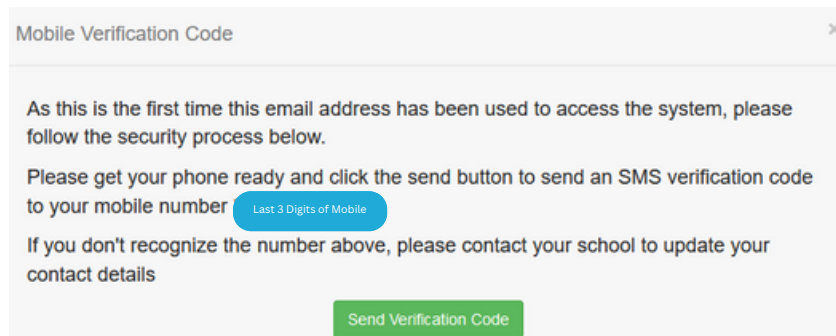 Mobile Verification Code
As this is the first time this email address has been used to access the system, please
follow the security process below.
Please get your phone ready and click the send button to send an SMS verification code
to your mobile number Last 3 Digits of Mobile
If you don't recognize the number above, please contact your school to update your
contact details
Send Verification Code